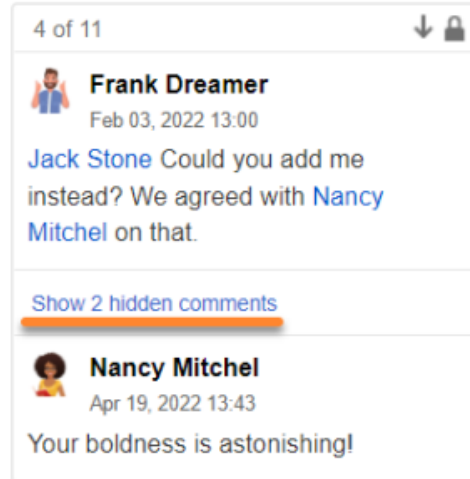 4 of 11
Frank Dreamer
Feb 03, 2022 13:00
Jack Stone Could you add me
instead? We agreed with Nancy
Mitchel on that.
Show 2 hidden comments
Nancy Mitchel
Apr 19, 2022 13:43
Your boldness is astonishing!